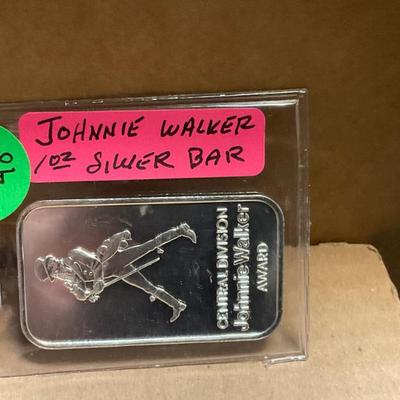 JOHNNIE WALKER
1oz SILVER BAR
CENTRAL DIVISION
Johnnie Walker
AWARD